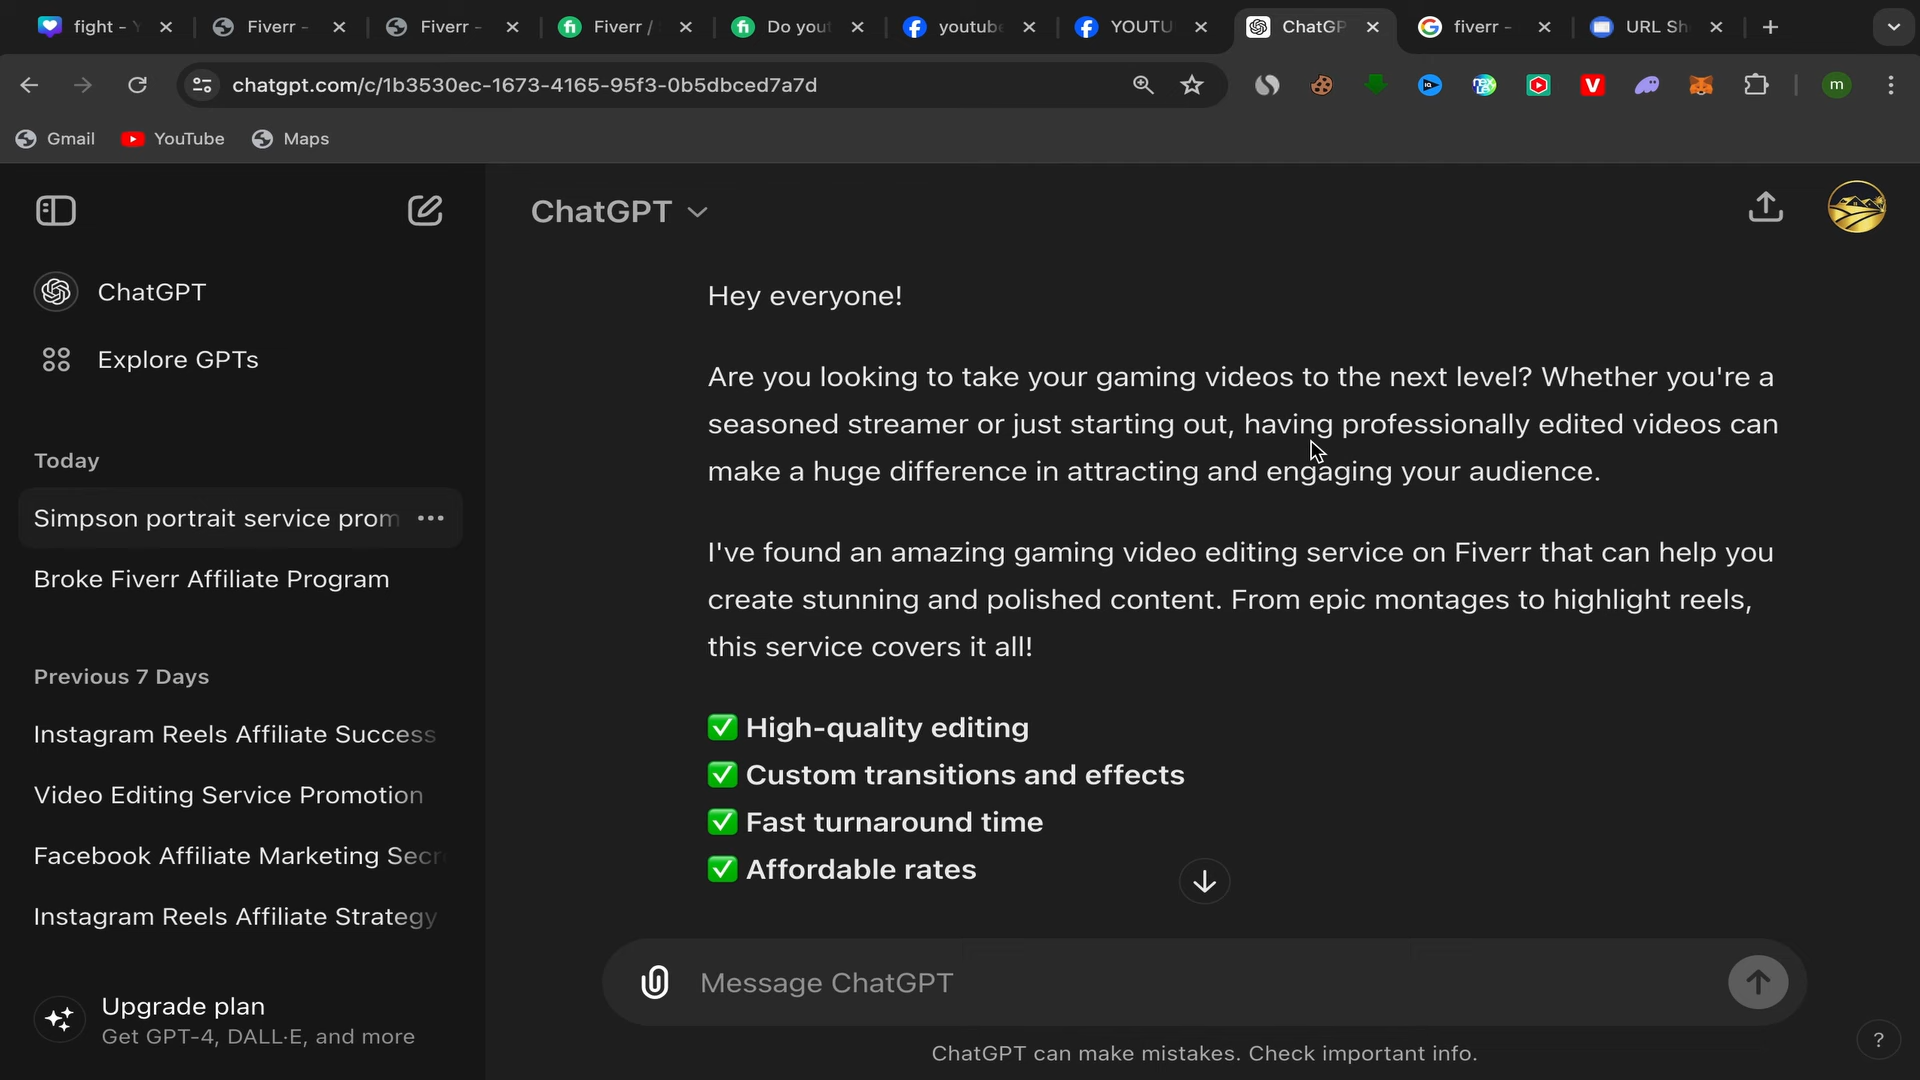 fight - Y
Fiverr -
Fiverr -
Fiverr /
Do you
youtube
YOUTU
ChatGP
fiverr -
URL Sh
chatgpt.com/c/1b3530ec-1673-4165-95f3-0b5dbced7a7d
m
Gmail
YouTube
Maps
ChatGPT
ChatGPT
Explore GPTs
Today
Simpson portrait service prom
Broke Fiverr Affiliate Program
Previous 7 Days
Instagram Reels Affiliate Success
Video Editing Service Promotion
Facebook Affiliate Marketing Secr
Instagram Reels Affiliate Strategy
Upgrade plan
Get GPT-4, DALL·E, and more
Hey everyone!
Are you looking to take your gaming videos to the next level? Whether you're a
seasoned streamer or just starting out, having professionally edited videos can
make a huge difference in attracting and engaging your audience.
I've found an amazing gaming video editing service on Fiverr that can help you
create stunning and polished content. From epic montages to highlight reels,
this service covers it all!
✅ High-quality editing
✅ Custom transitions and effects
✅ Fast turnaround time
✅ Affordable rates
Message ChatGPT
ChatGPT can make mistakes. Check important info.
?